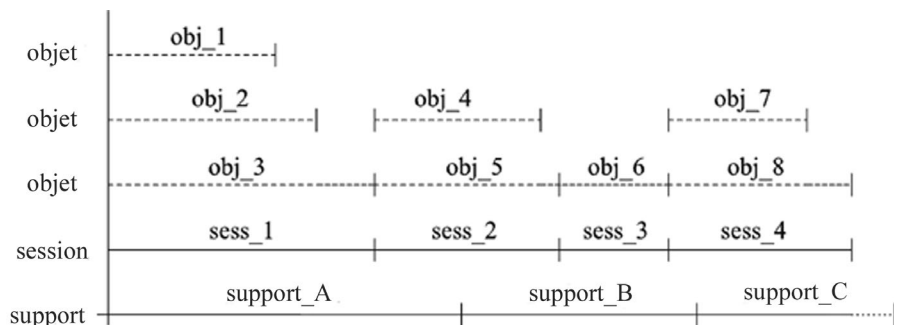 objet obj_1
objet obj_2 obj_4 obj_7
objet obj_3 obj_5 obj_6 obj_8
session sess_1 sess_2 sess_3 sess_4
support support_A support_B support_C